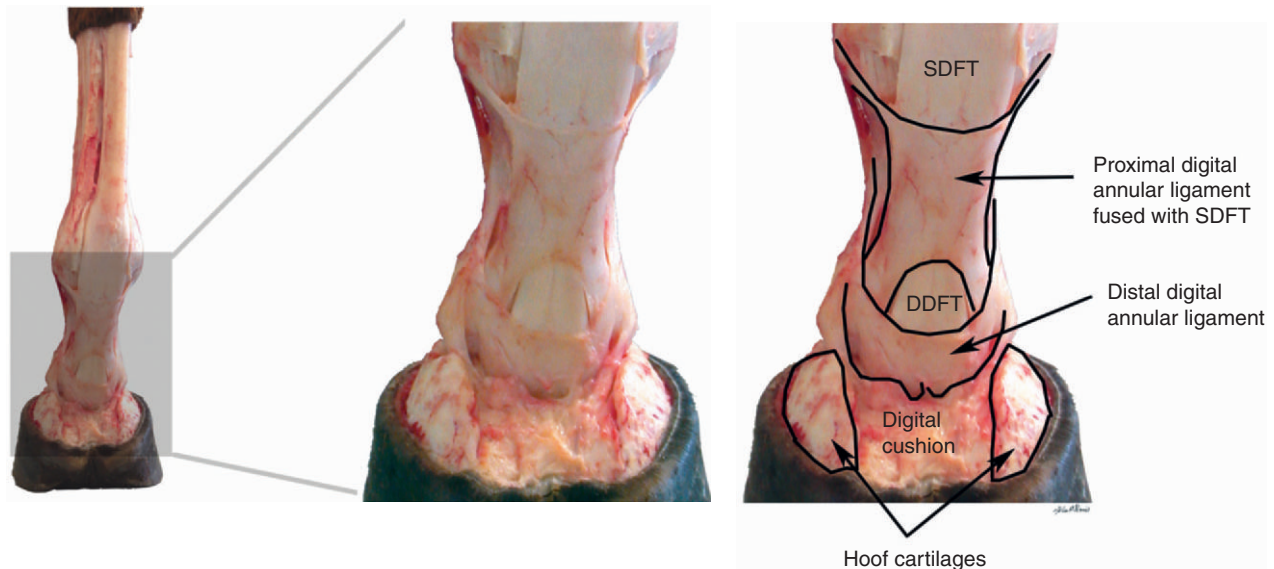 SDFT
Proximal digital
annular ligament
fused with SDFT
DDFT
Distal digital
annular ligament
Digital
cushion
Hoof cartilages